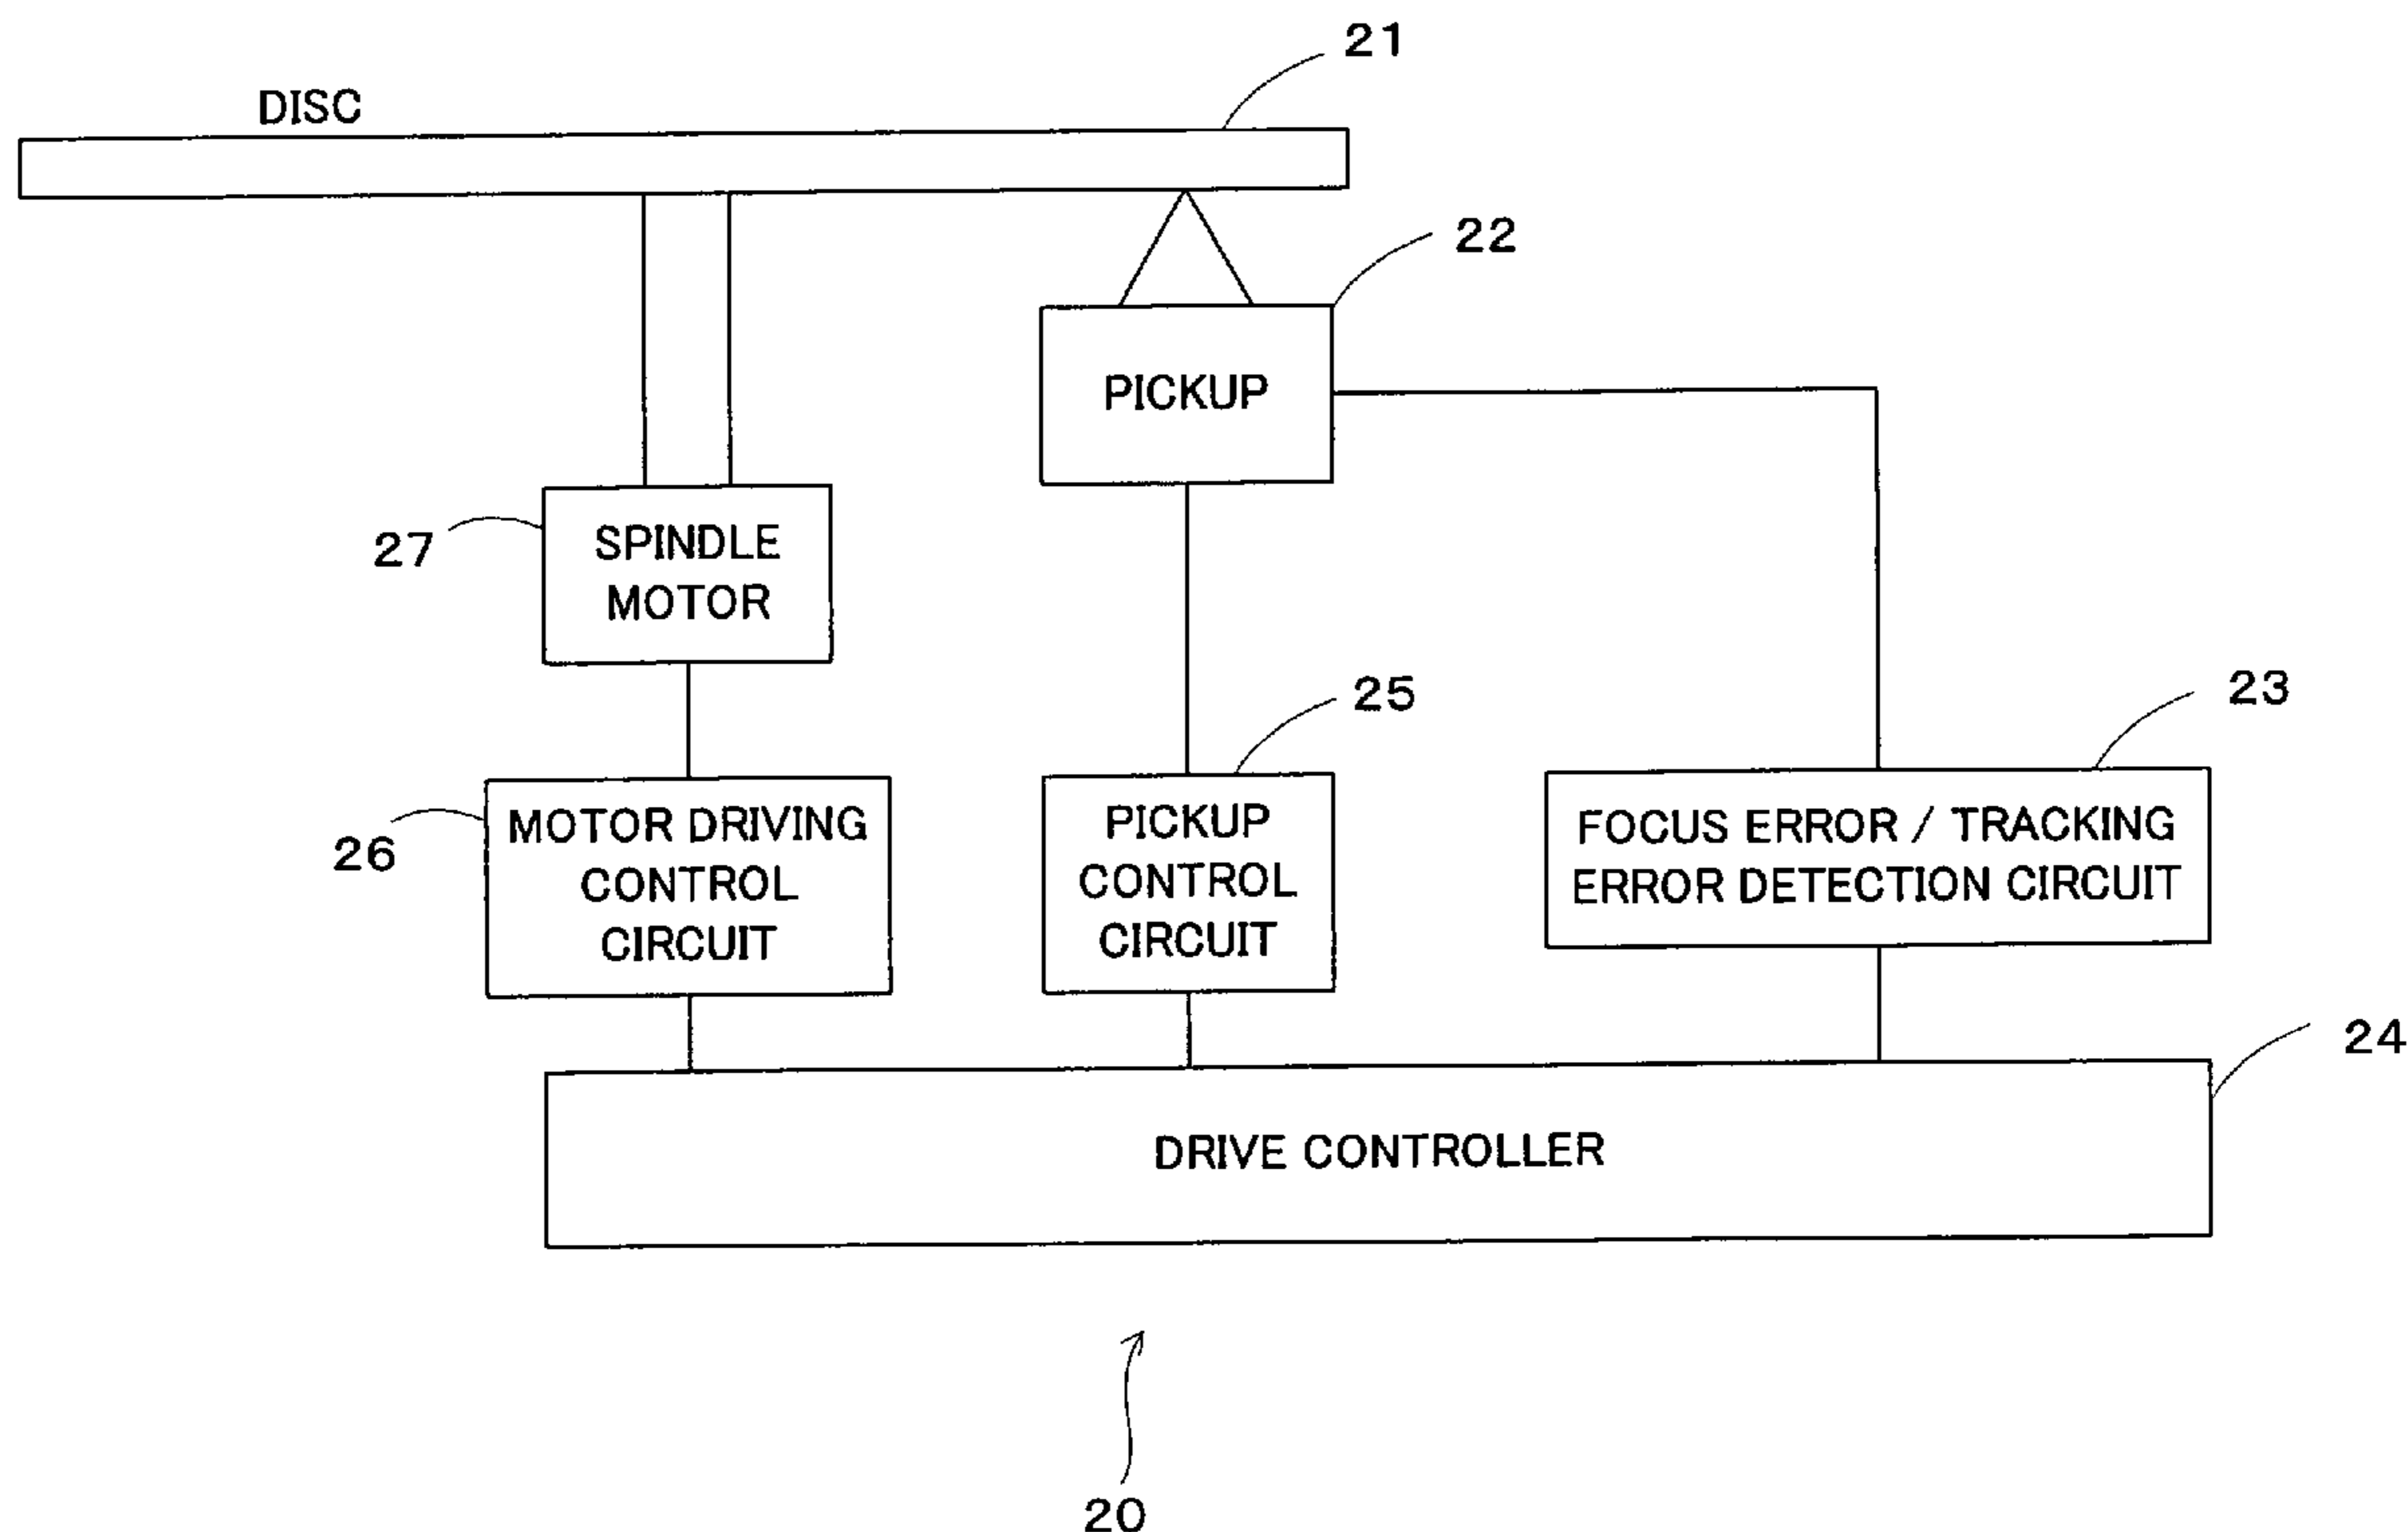 21
DISC
22
PICKUP
27
SPINDLE
MOTOR
25
23
26
MOTOR DRIVING
CONTROL
CIRCUIT
PICKUP
CONTROL
CIRCUIT
FOCUS ERROR / TRACKING
ERROR DETECTION CIRCUIT
24
DRIVE CONTROLLER
20